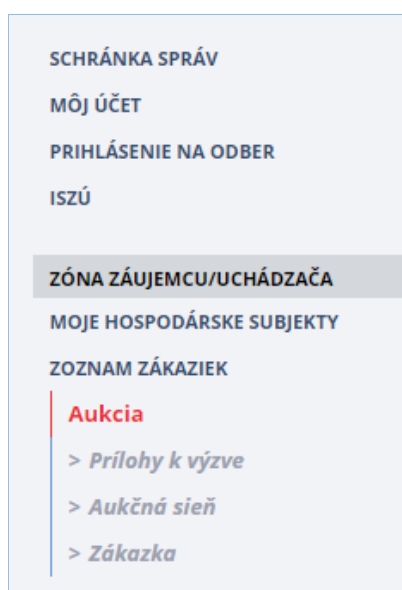 SCHRÁNKA SPRÁV
MÔJ ÚČET
PRIHLÁSENIE NA ODBER
ISZÚ
ZÓNA ZÁUJEMCU/UCHÁDZAČA
MOJE HOSPODÁRSKE SUBJEKTY
ZOZNAM ZÁKAZIEK
Aukcia
> Prílohy k výzve
> Aukčná sieň
> Zákazka